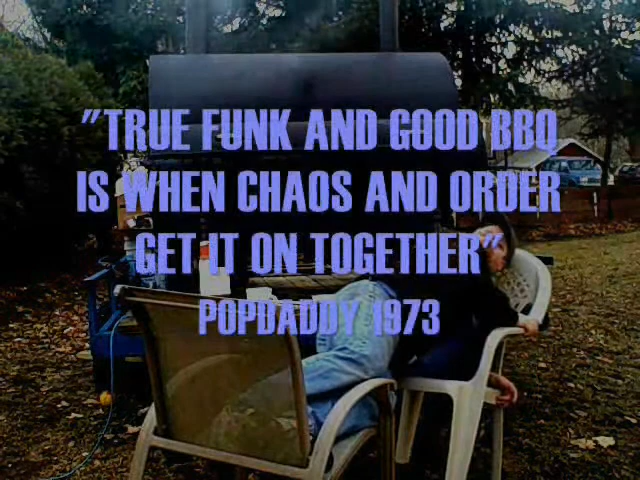 "TRUE FUNK AND GOOD BBQ
IS WHEN CHAOS AND ORDER
GET IT ON TOGETHER"
POPDADDY 1973